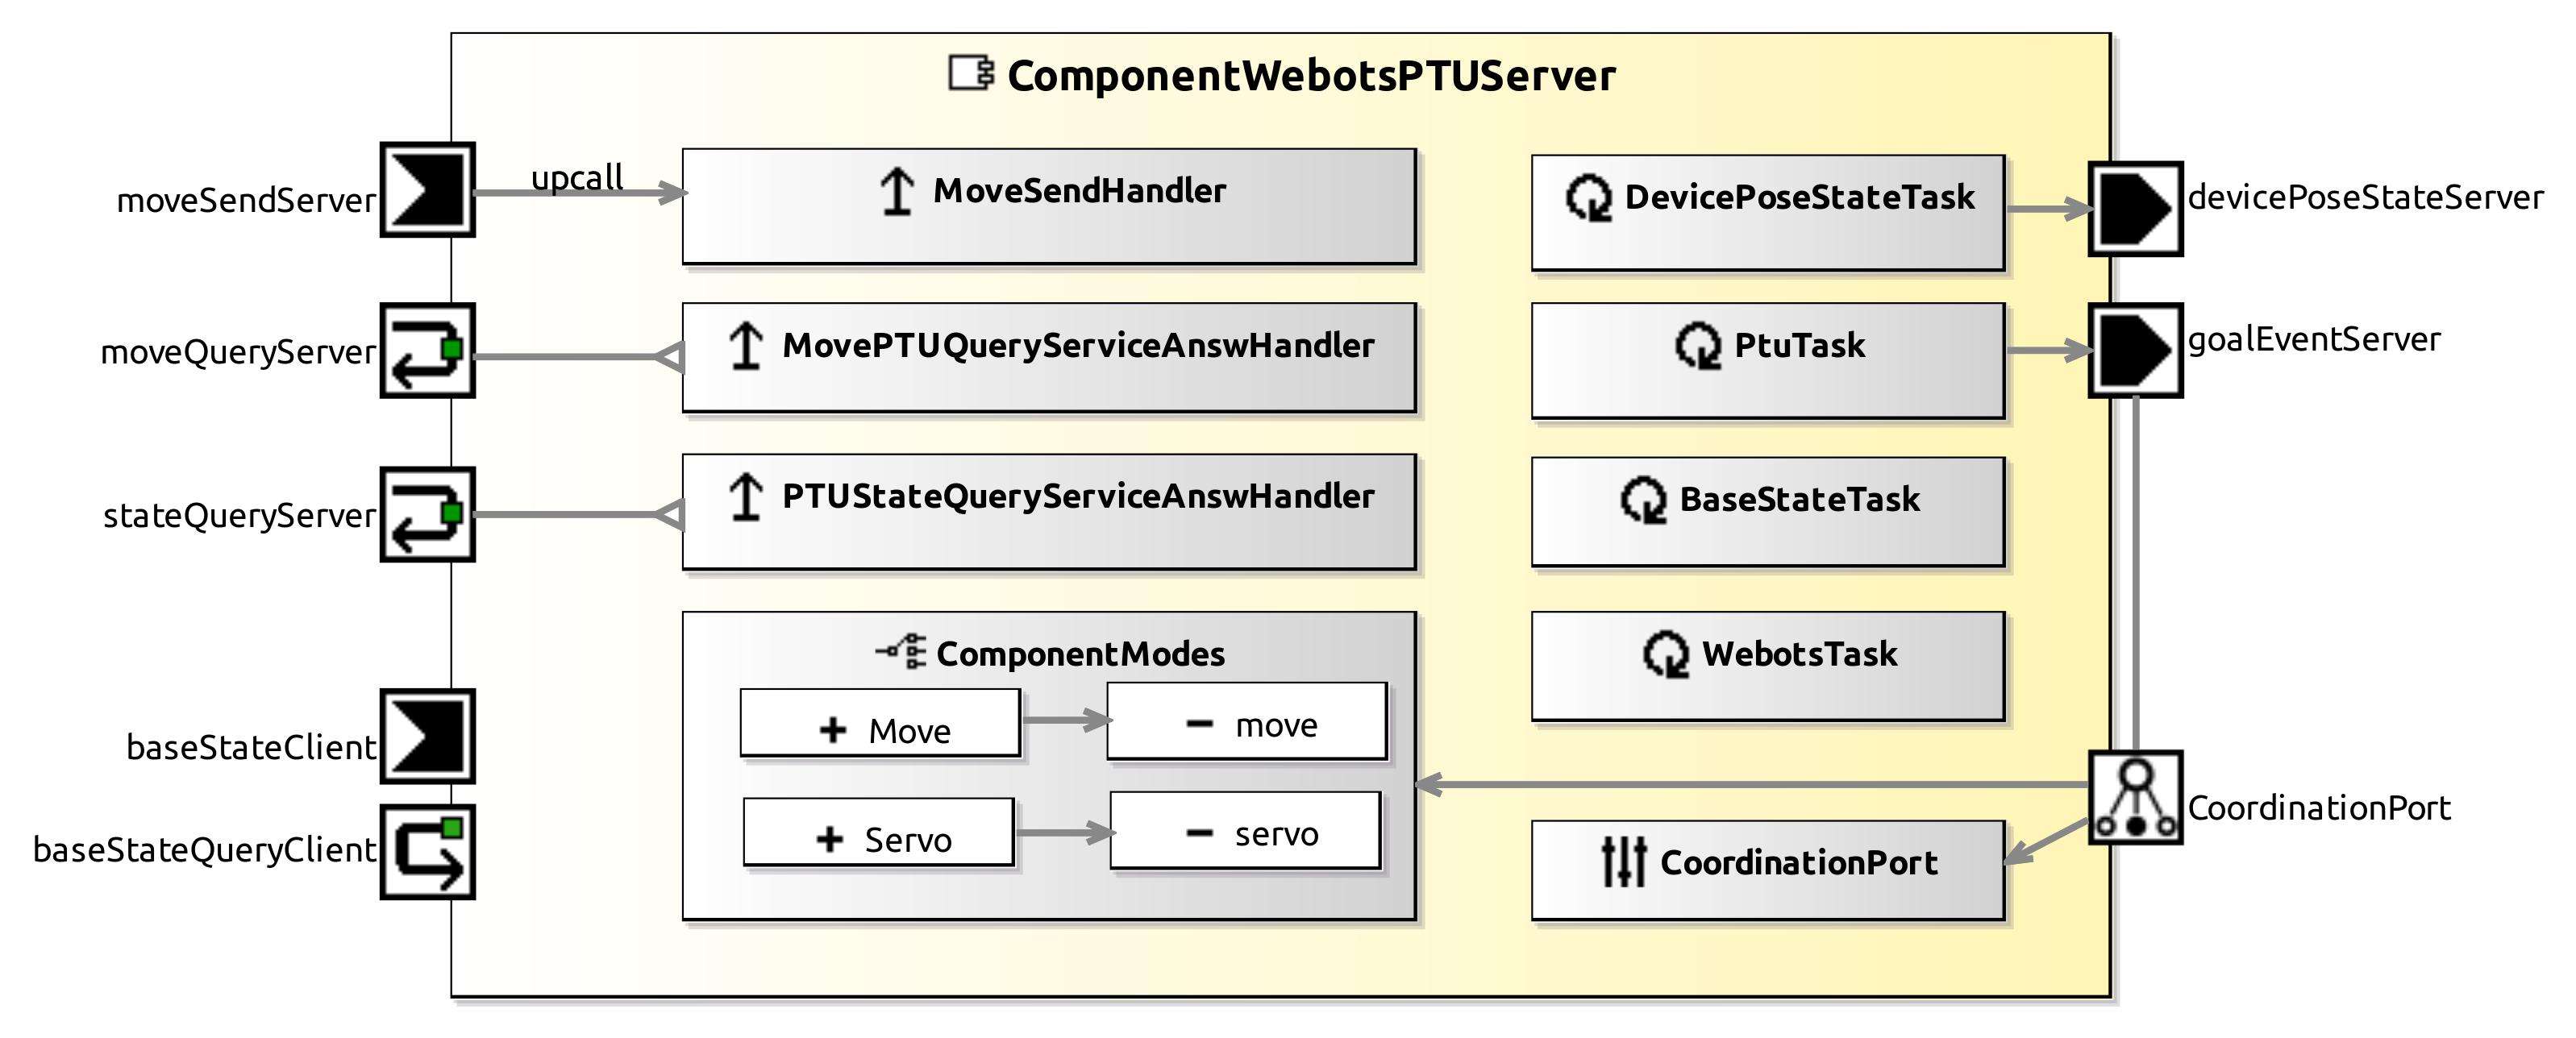 ComponentWebotsPTUServer
moveSendServer
upcall
MoveSendHandler
DevicePoseStateTask
devicePoseStateServer
moveQueryServer
MovePTUQueryServiceAnswHandler
PtuTask
goalEventServer
stateQueryServer
PTUStateQueryServiceAnswHandler
BaseStateTask
ComponentModes
WebotsTask
baseStateClient
Move
move
baseStateQueryClient
Servo
servo
CoordinationPort
CoordinationPort